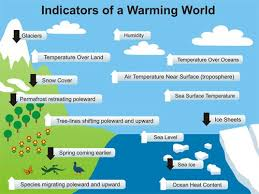 Indicators of a Warming World
Glaciers
Humidity
Temperature Over Land
Temperature Over Oceans
Snow Cover
Air Temperature Near Surface (troposphere)
Permafrost retreating poleward
Sea Surface Temperature
Tree-lines shifting poleward and upward
Ice Sheets
Sea Level
Spring coming earlier
Sea Ice
Species migrating poleward and upward
Ocean Heat Content